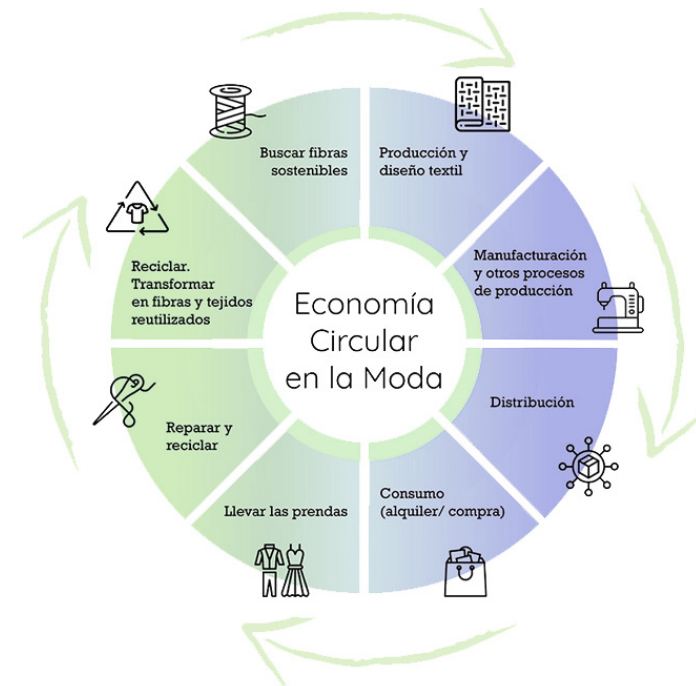 Economía
Circular
en la Moda
Buscar fibras
sostenibles
Producción y
diseño textil
Manufacturación
y otros procesos
de producción
Distribución
Consumo
(alquiler/ compra)
Llevar las prendas
Reparar y
reciclar
Reciclar.
Transformar
en fibras y tejidos
reutilizados